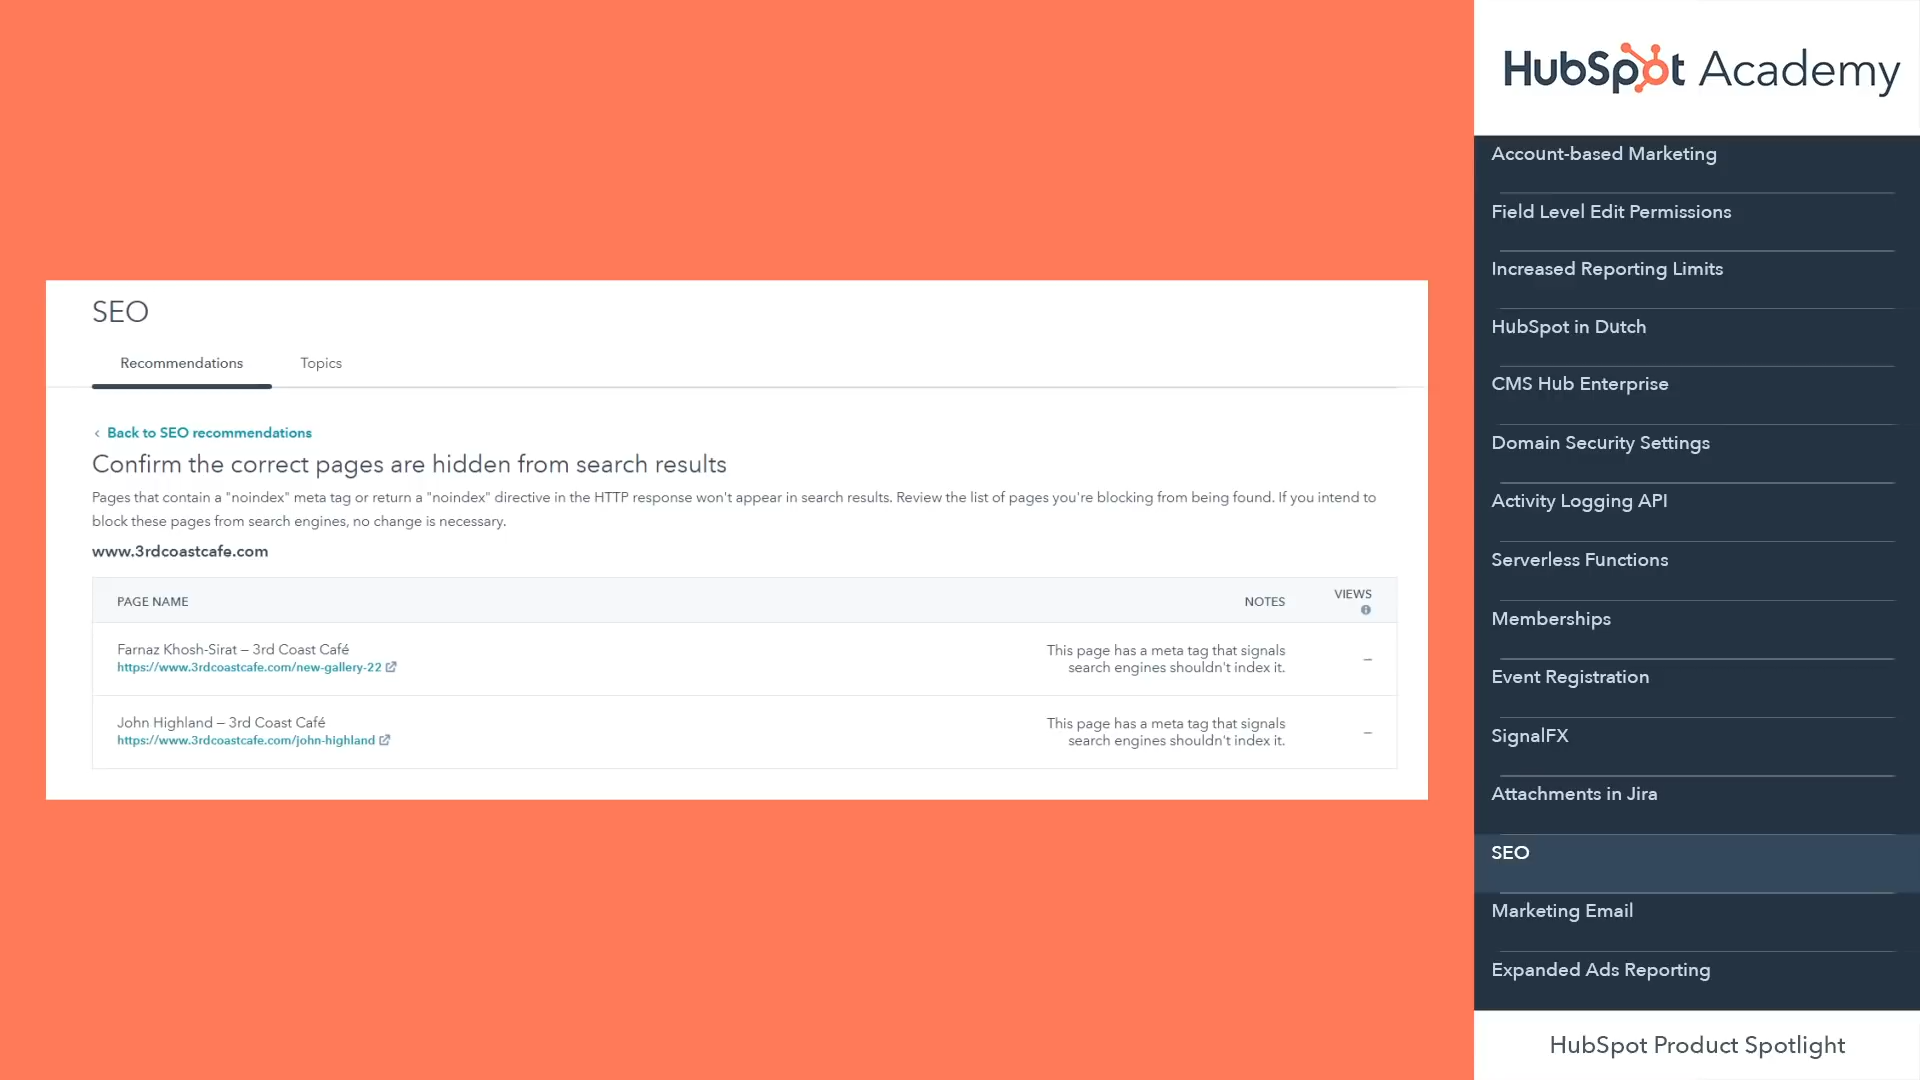 SEO
Recommendations
Topics
Back to SEO recommendations
Confirm the correct pages are hidden from search results
Pages that contain a "noindex" meta tag or return a "noindex" directive in the HTTP response won't appear in search results. Review the list of pages you're blocking from being found. If you intend to
block these pages from search engines, no change is necessary.
www.3rdcoastcafe.com
PAGE NAME
NOTES
VIEWS
Farnaz Khosh-Sirat – 3rd Coast Café
https://www.3rdcoastcafe.com/new-gallery-22
This page has a meta tag that signals
search engines shouldn't index it.
–
John Highland – 3rd Coast Café
https://www.3rdcoastcafe.com/john-highland
This page has a meta tag that signals
search engines shouldn't index it.
–
HubSpot Academy
Account-based Marketing
Field Level Edit Permissions
Increased Reporting Limits
HubSpot in Dutch
CMS Hub Enterprise
Domain Security Settings
Activity Logging API
Serverless Functions
Memberships
Event Registration
SignalFX
Attachments in Jira
SEO
Marketing Email
Expanded Ads Reporting
HubSpot Product Spotlight